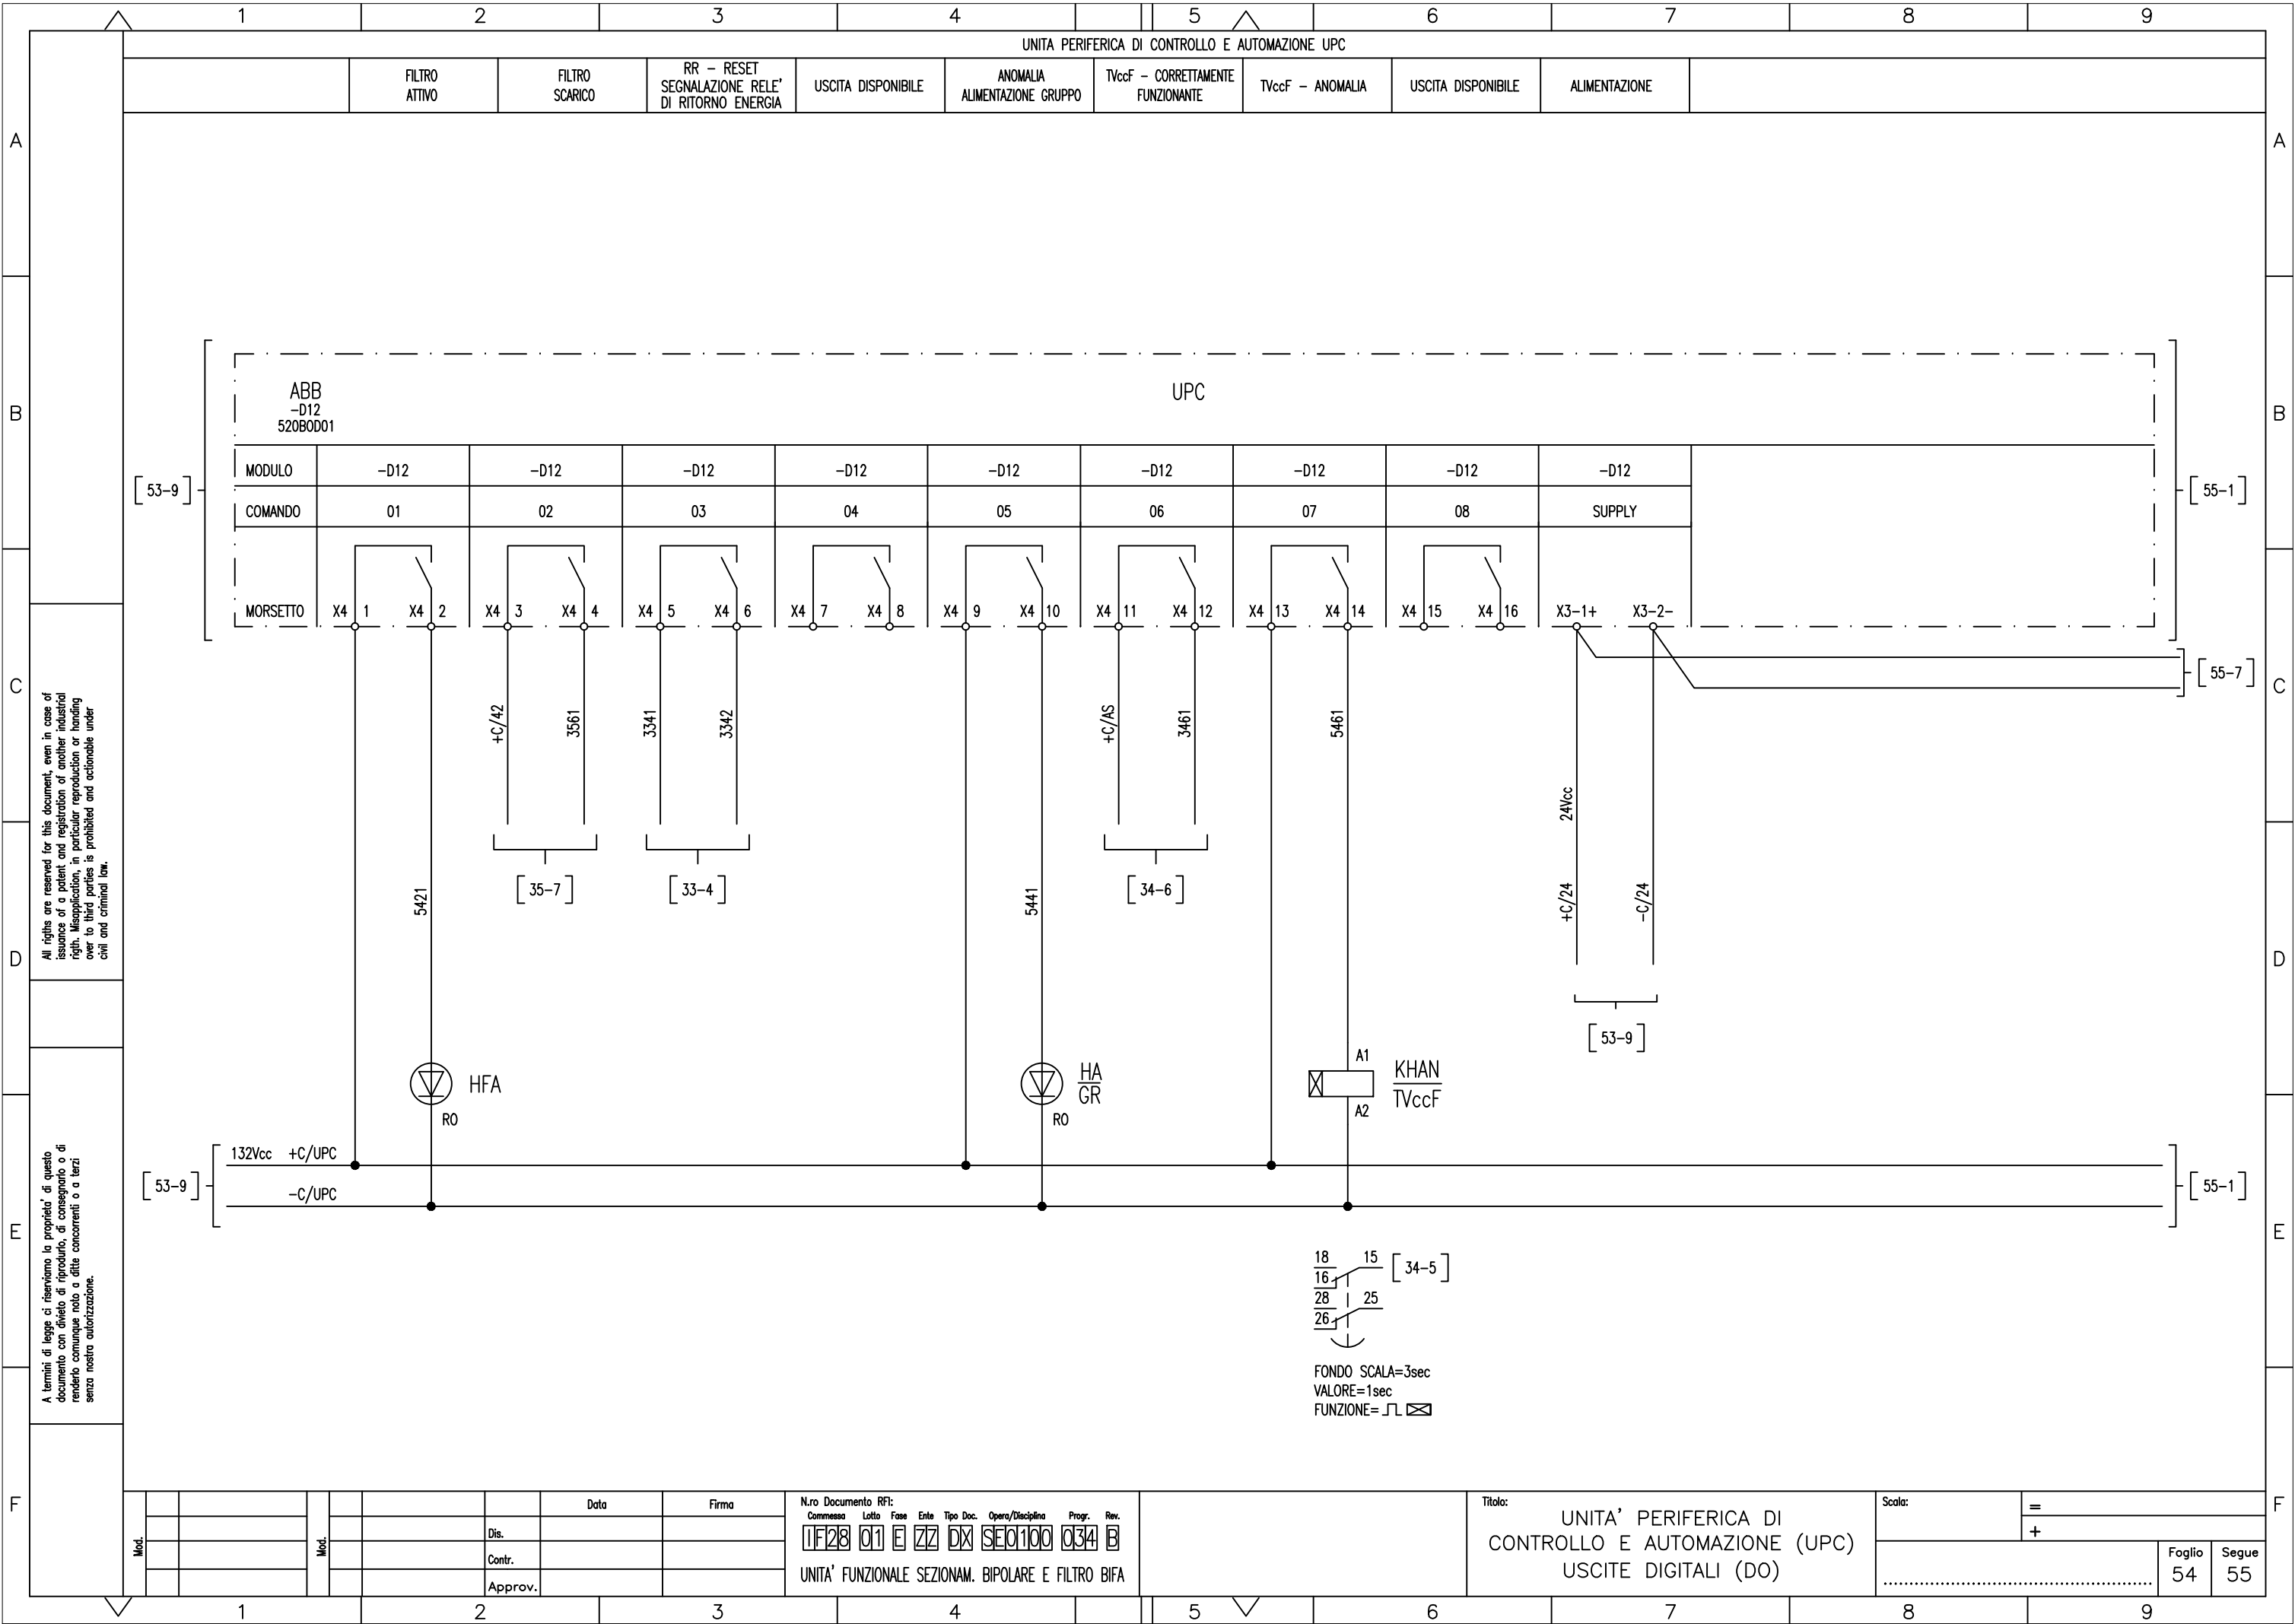 1 2 3 4 5 6 7 8 9
UNITA PERIFERICA DI CONTROLLO E AUTOMAZIONE UPC
FILTRO
ATTIVO
FILTRO
SCARICO
RR - RESET
SEGNALAZIONE RELE'
DI RITORNO ENERGIA
USCITA DISPONIBILE
ANOMALIA
ALIMENTAZIONE GRUPPO
TVccF - CORRETTAMENTE
FUNZIONANTE
TVccF - ANOMALIA
USCITA DISPONIBILE
ALIMENTAZIONE
A A
B B
C C
D D
E E
F F
ABB
-D12
520BOD01
UPC
53-9
55-1
MODULO -D12 -D12 -D12 -D12 -D12 -D12 -D12 -D12 -D12
COMANDO 01 02 03 04 05 06 07 08 SUPPLY
MORSETTO X4 1 X4 2 X4 3 X4 4 X4 5 X4 6 X4 7 X4 8 X4 9 X4 10 X4 11 X4 12 X4 13 X4 14 X4 15 X4 16 X3-1+ X3-2-
55-7
+C/42
3561
3341
3342
+C/AS
3461
5461
24Vcc
+C/24
-C/24
5421
5441
35-7
33-4
34-6
53-9
HFA
RO
HA
GR
RO
A1
A2
KHAN
TVccF
53-9
132Vcc +C/UPC
-C/UPC
55-1
18 15
16
34-5
28 25
26
FONDO SCALA=3sec
VALORE=1sec
FUNZIONE=
All rigths are reserved for this document, even in case of
issuance of a patent and registration of another industrial
rigth. Misapplication, in particular reproduction or handing
over to third parties is prohibited and actionable under
civil and criminal law.
A termini di legge ci riserviamo la proprieta' di questo
documento con divieto di riprodurlo, di consegnarlo o di
renderlo comunque noto a ditte concorrenti o a terzi
senza nostra autorizzazione.
Mod.
Mod.
Data
Firma
Dis.
Contr.
Approv.
N.ro Documento RFI:
Commessa Lotto Fase Ente Tipo Doc. Opera/Disciplina Progr. Rev.
IF28 01 E ZZ DX SE0100 034 B
UNITA' FUNZIONALE SEZIONAM. BIPOLARE E FILTRO BIFA
Titolo:
UNITA' PERIFERICA DI
CONTROLLO E AUTOMAZIONE (UPC)
USCITE DIGITALI (DO)
Scala:
=
+
Foglio
54
Segue
55
1 2 3 4 5 6 7 8 9